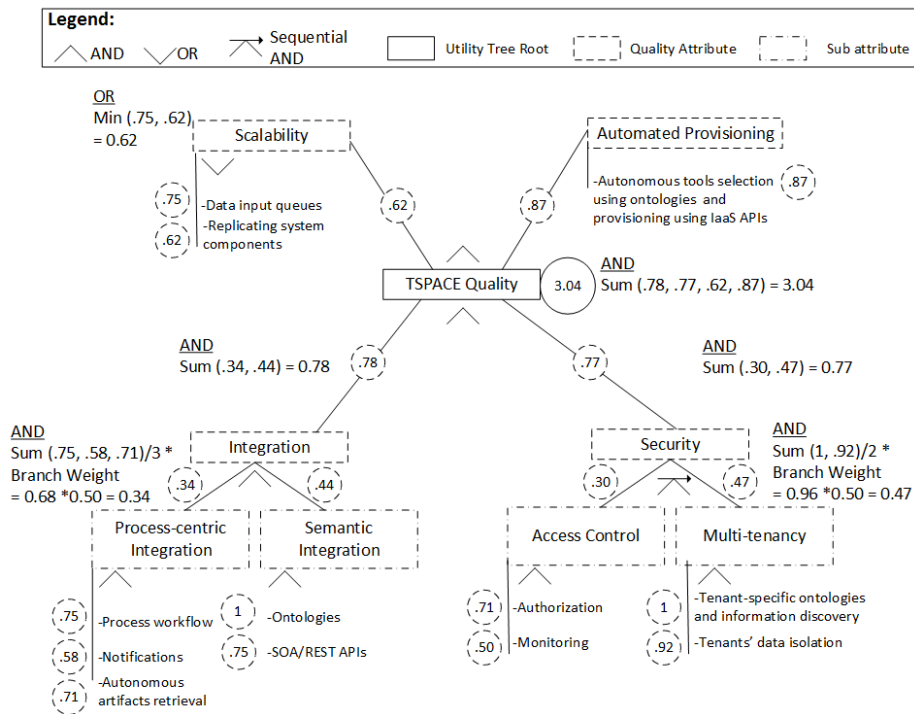 Legend:
AND
OR
Sequential
AND
Utility Tree Root
Quality Attribute
Sub attribute
OR
Min (.75, .62)
= 0.62
Scalability
.75
-Data input queues
.62
-Replicating system
components
.62
Automated Provisioning
-Autonomous tools selection
using ontologies and
provisioning using IaaS APIs
.87
.87
TSPACE Quality
3.04
AND
Sum (.78, .77, .62, .87) = 3.04
AND
Sum (.34, .44) = 0.78
.78
.77
AND
Sum (.30, .47) = 0.77
AND
Sum (.75, .58, .71)/3 *
Branch Weight
= 0.68 *0.50 = 0.34
Integration
.34
.44
Process-centric
Integration
Semantic
Integration
.75
-Process workflow
.58
-Notifications
.71
-Autonomous
artifacts retrieval
1
-Ontologies
.75
-SOA/REST APIs
Security
.30
.47
AND
Sum (1, .92)/2 *
Branch Weight
= 0.96 *0.50 = 0.47
Access Control
Multi-tenancy
.71
-Authorization
.50
-Monitoring
1
-Tenant-specific ontologies
and information discovery
.92
-Tenants' data isolation